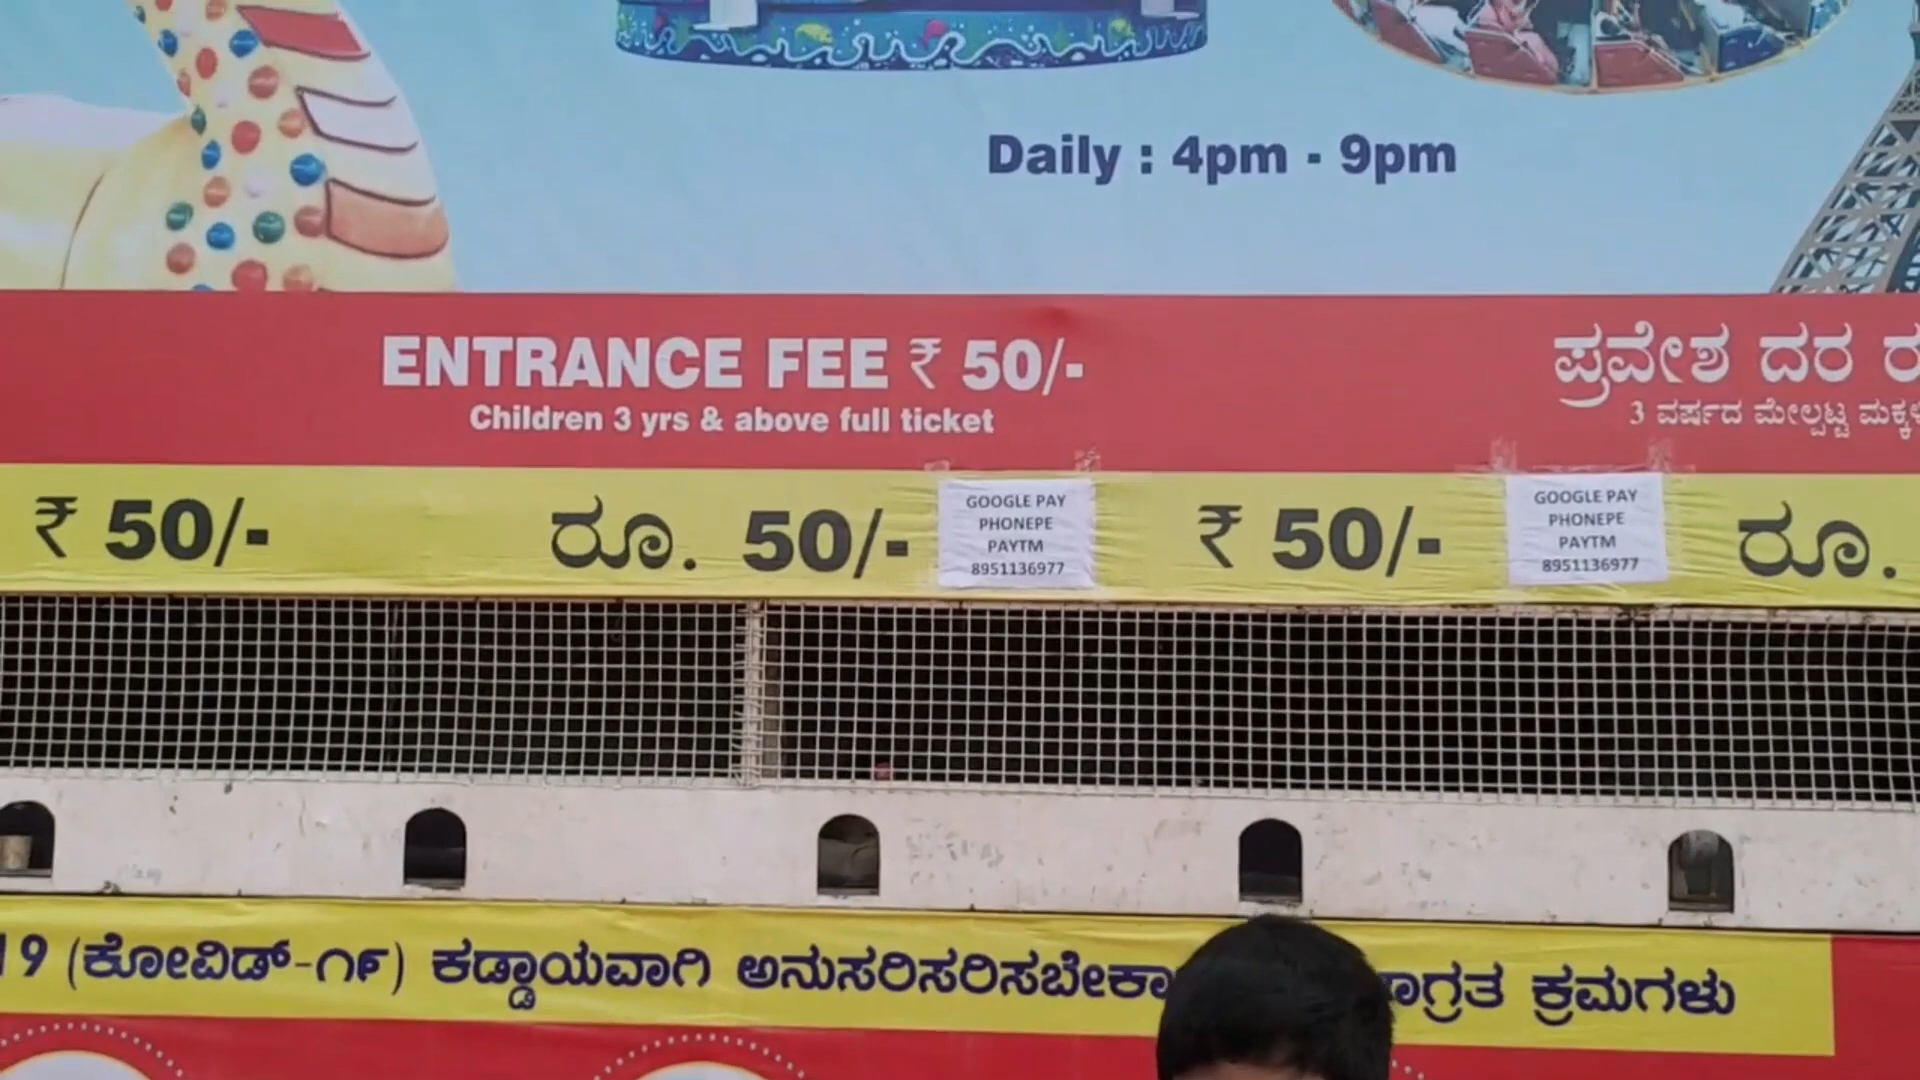 Daily : 4pm - 9pm
ENTRANCE FEE ₹ 50/-
Children 3 yrs & above full ticket
ಪ್ರವೇಶ ದರ
3 ವರ್ಷದ ಮೇಲ್ಪಟ್ಟ
₹ 50/-
ರೂ. 50/-
GOOGLE PAY
PHONEPE
PAYTM
8951136977
₹ 50/-
GOOGLE PAY
PHONEPE
PAYTM
8951136977
ರೂ.
19 (ಕೋವಿಡ್-೧೯) ಕಡ್ಡಾಯವಾಗಿ ಅನುಸರಿಸರಿಸಬೇಕಾ ಾಗ್ರತ ಕ್ರಮಗಳು